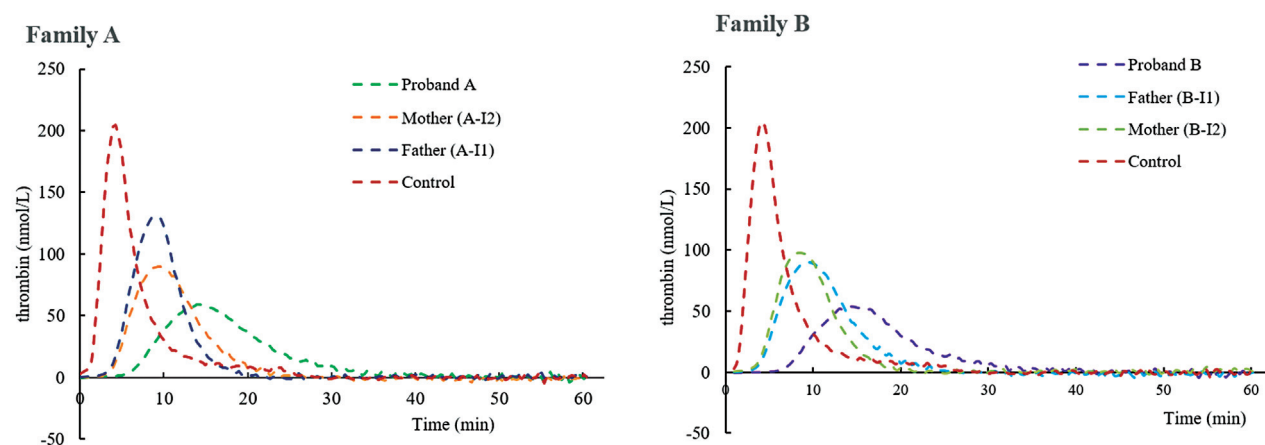 Family A
250
200
150
100
50
0
-50
thrombin (nmol/L)
0 10 20 30 40 50 60
Time (min)
Proband A
Mother (A-I2)
Father (A-I1)
Control
Family B
250
200
150
100
50
0
-50
thrombin (nmol/L)
0 10 20 30 40 50 60
Time (min)
Proband B
Father (B-I1)
Mother (B-I2)
Control